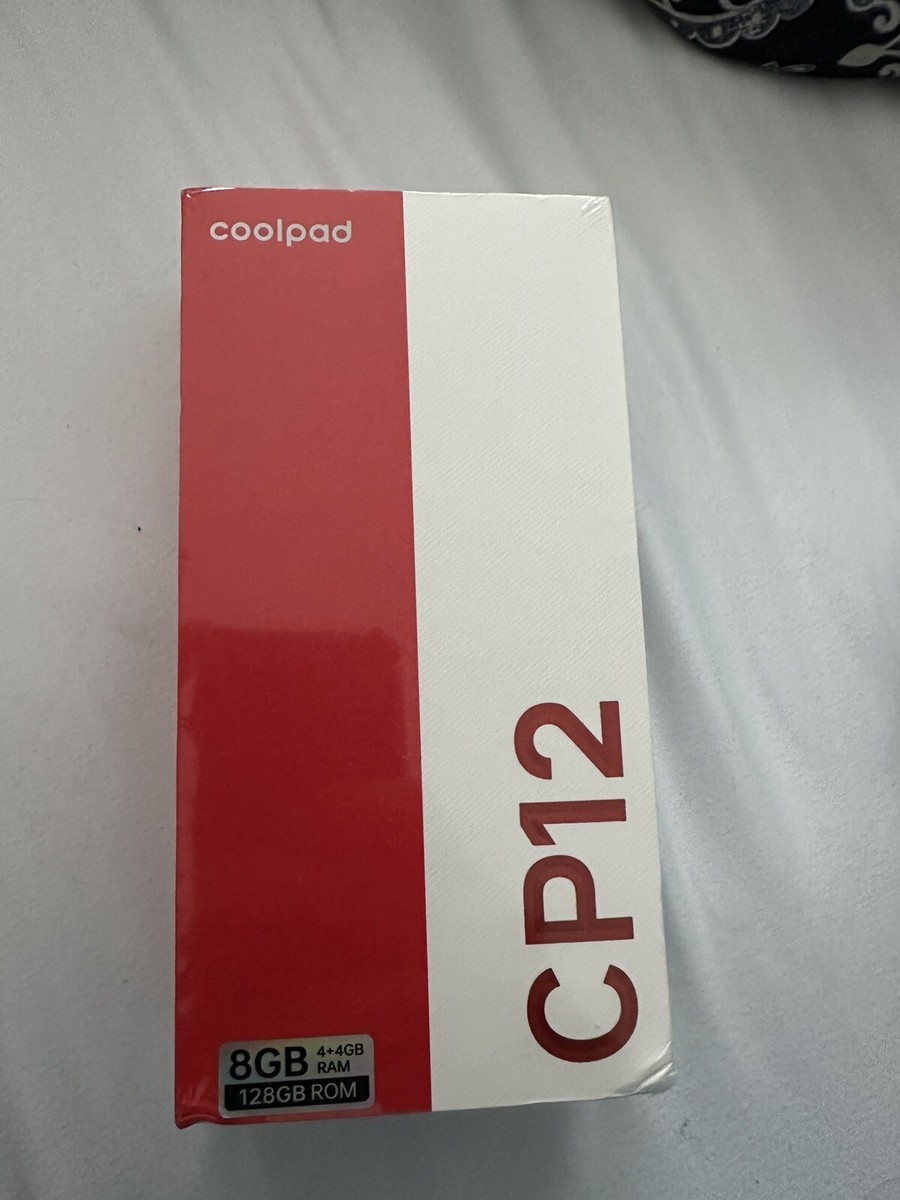 coolpad
CP12
8GB 4+4GB RAM
128GB ROM